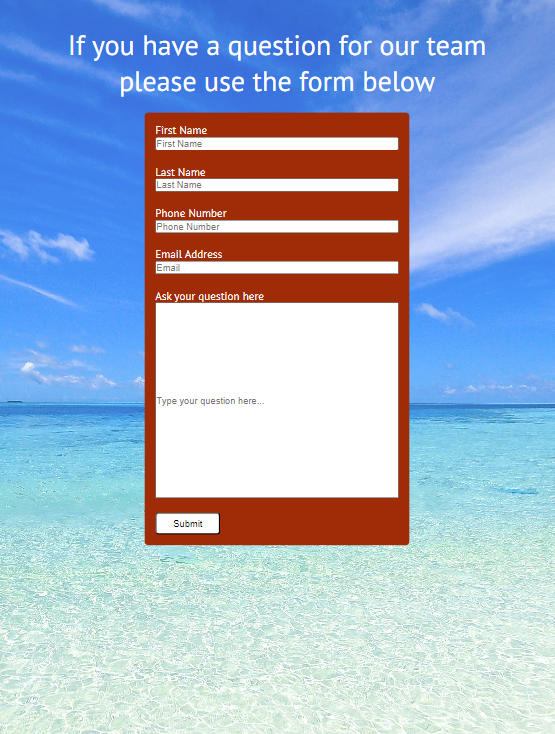 If you have a question for our team
please use the form below
First Name
First Name
Last Name
Last Name
Phone Number
Phone Number
Email Address
Email
Ask your question here
Type your question here...
Submit